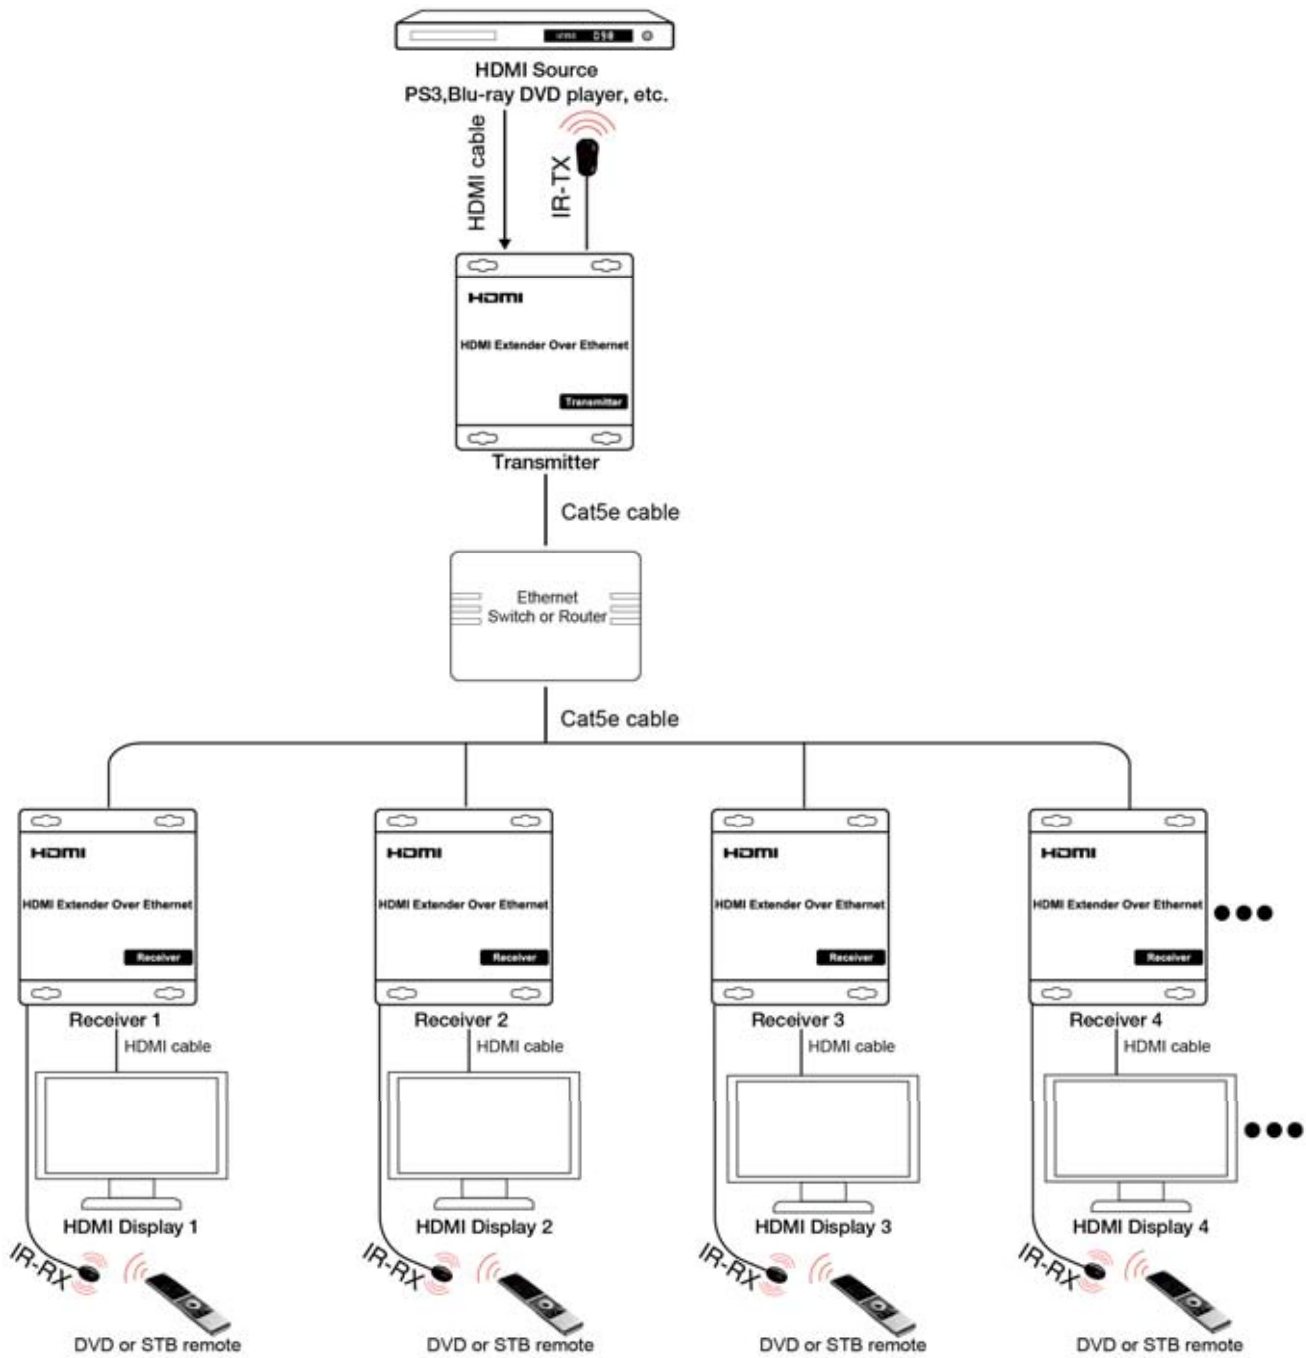 HDMI Source
PS3,Blu-ray DVD player, etc.
HDMI cable
IR-TX
HDMI
HDMI Extender Over Ethernet
Transmitter
Transmitter
Cat5e cable
Ethernet
Switch or Router
Cat5e cable
HDMI
HDMI Extender Over Ethernet
Receiver
Receiver 1
HDMI cable
HDMI Display 1
IR-RX
DVD or STB remote
HDMI
HDMI Extender Over Ethernet
Receiver
Receiver 2
HDMI cable
HDMI Display 2
IR-RX
DVD or STB remote
HDMI
HDMI Extender Over Ethernet
Receiver
Receiver 3
HDMI cable
HDMI Display 3
IR-RX
DVD or STB remote
HDMI
HDMI Extender Over Ethernet
Receiver
Receiver 4
HDMI cable
HDMI Display 4
IR-RX
DVD or STB remote